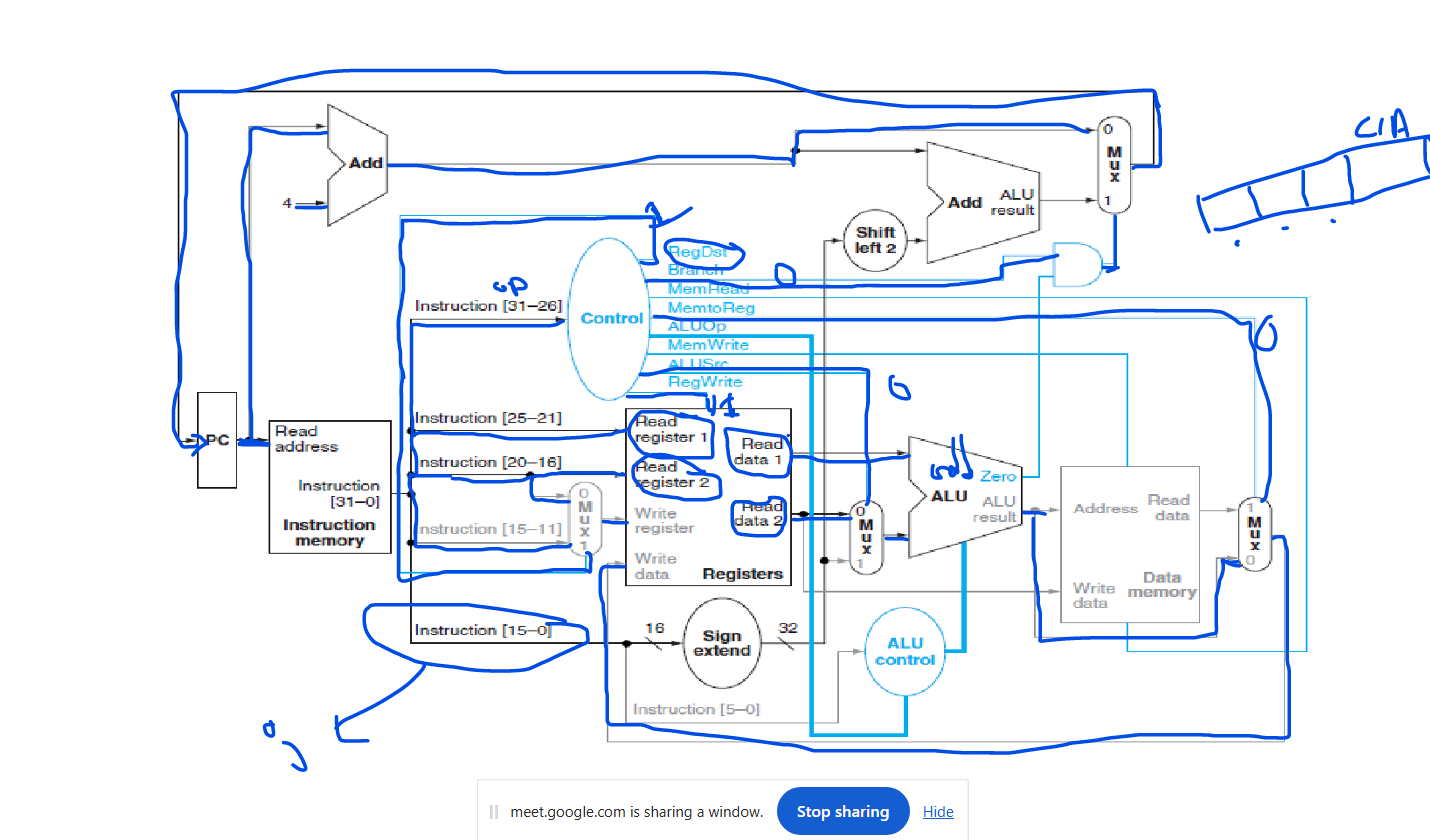 CIA
0
M
u
x
1
Add
4
Add
ALU
result
Shift
left 2
RegDst
Branch
0
MemRead
MemtoReg
ALUOp
MemWrite
ALUSrc
RegWrite
op
Instruction [31–26]
Control
0
0
1
Instruction [25–21]
Instruction [20–16]
Instruction [15–11]
PC
Read
address
Instruction
[31–0]
Instruction
memory
Read
register 1
Read
register 2
Write
register
Write
data
Read
data 1
Read
data 2
Registers
0
M
u
x
1
0
M
u
x
1
add
Zero
ALU
ALU
result
Address
Read
data
Write
data
Data
memory
1
M
u
x
0
Instruction [15–0]
16
Sign
extend
32
ALU
control
Instruction [5–0]
meet.google.com is sharing a window.
Stop sharing
Hide